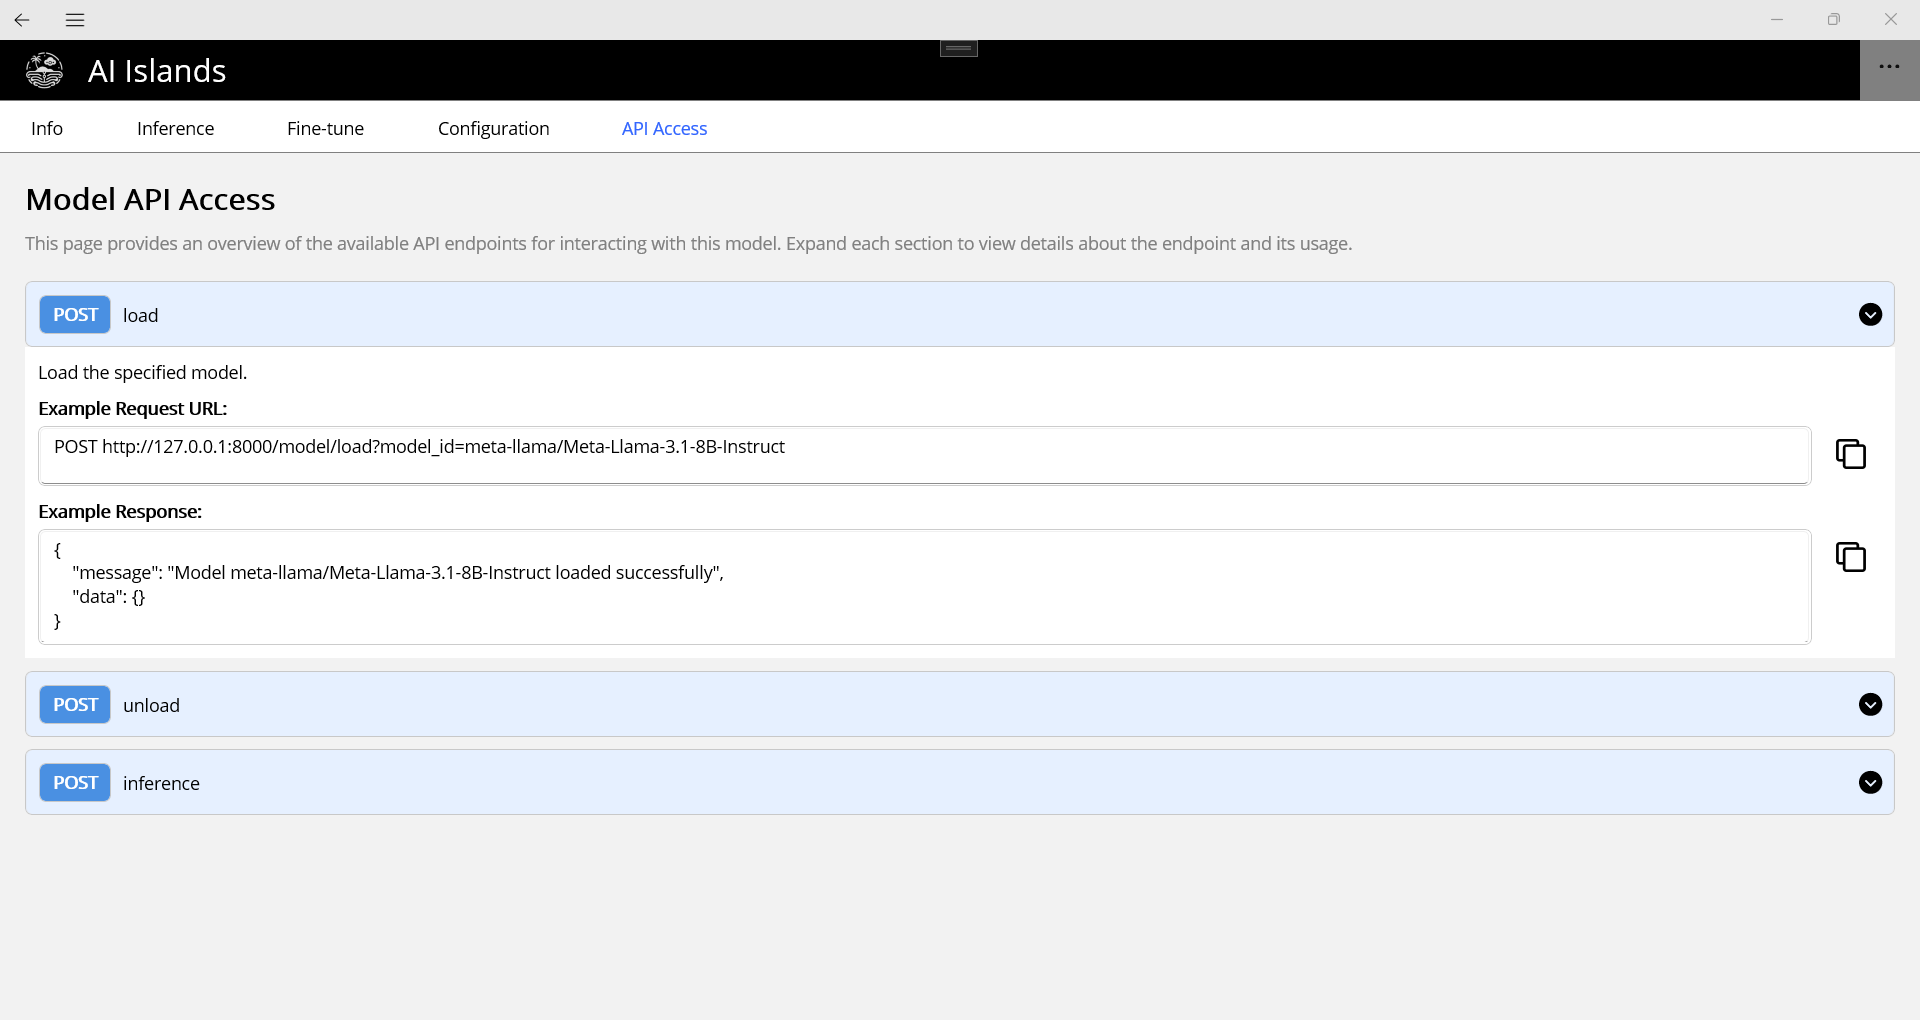 AI Islands
Info
Inference
Fine-tune
Configuration
API Access
Model API Access
This page provides an overview of the available API endpoints for interacting with this model. Expand each section to view details about the endpoint and its usage.
POST load
Load the specified model.
Example Request URL:
POST http://127.0.0.1:8000/model/load?model_id=meta-llama/Meta-Llama-3.1-8B-Instruct
Example Response:
{
"message": "Model meta-llama/Meta-Llama-3.1-8B-Instruct loaded successfully",
"data": {}
}
POST unload
POST inference